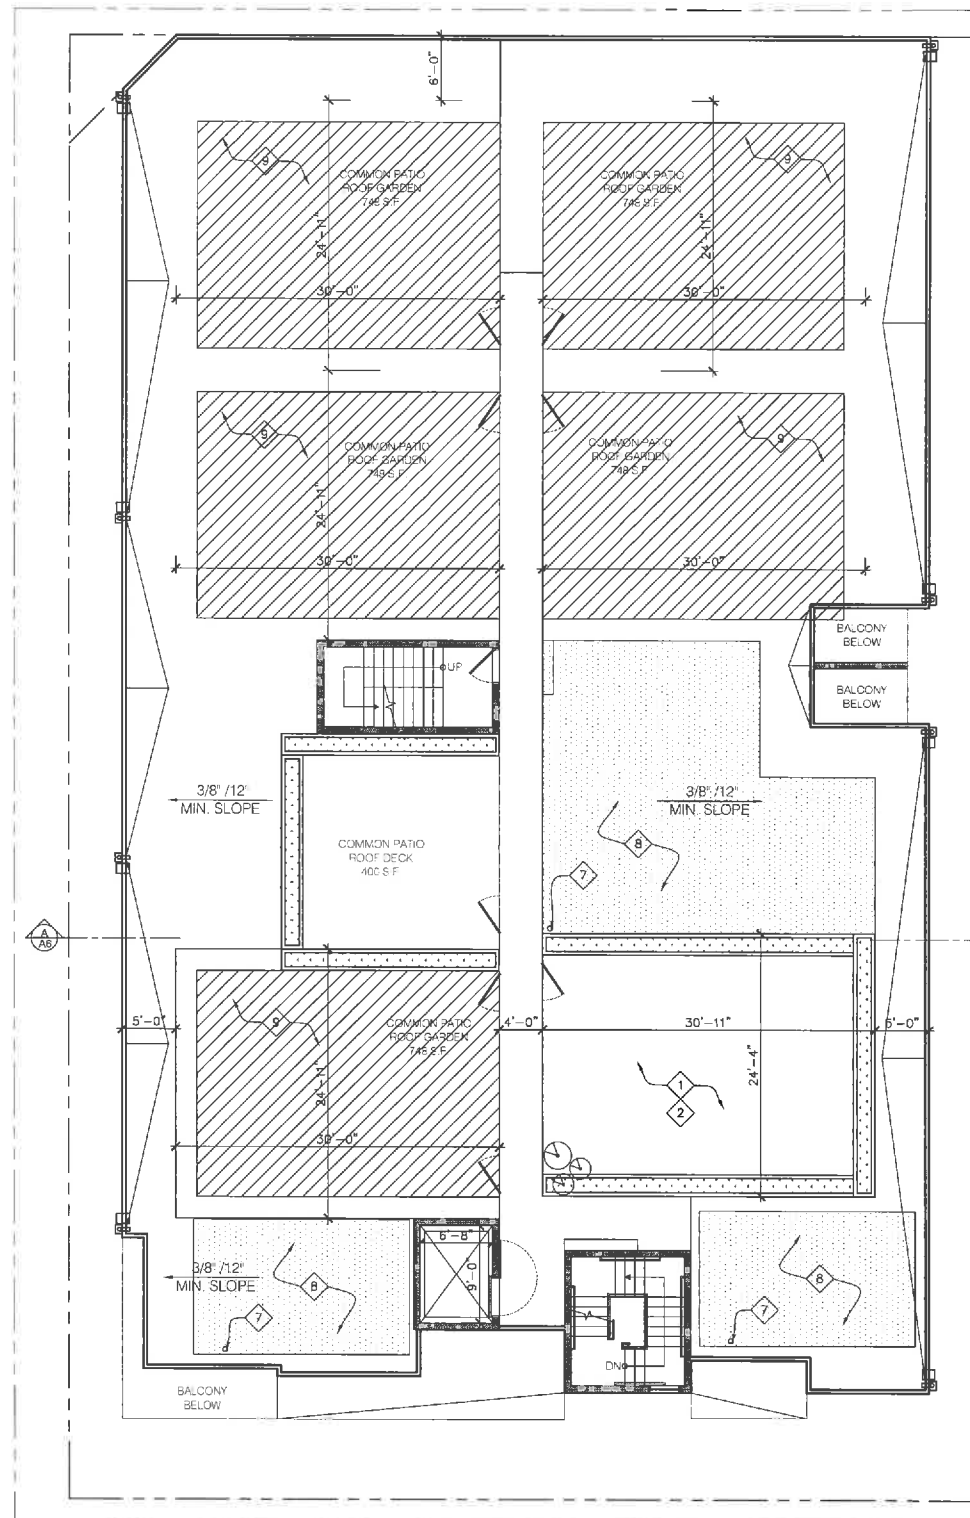 6'-0"
9
9
COMMON PATIO
ROOF GARDEN
748 S.F.
COMMON PATIO
ROOF GARDEN
748 S.F.
24'-11"
24'-11"
30'-0"
30'-0"
9
9
COMMON PATIO
ROOF GARDEN
748 S.F.
COMMON PATIO
ROOF GARDEN
748 S.F.
24'-11"
30'-0"
30'-0"
BALCONY
BELOW
UP
BALCONY
BELOW
3/8" /12"
MIN. SLOPE
3/8" /12"
MIN. SLOPE
COMMON PATIO
ROOF DECK
400 S.F.
8
7
A
A6
9
5'-0"
COMMON PATIO
ROOF GARDEN
748 S.F.
4'-0"
30'-11"
24'-4"
24'-11"
1
2
30'-0"
6'-8"
9'-0"
3/8" /12"
MIN. SLOPE
8
7
8
7
DN
BALCONY
BELOW